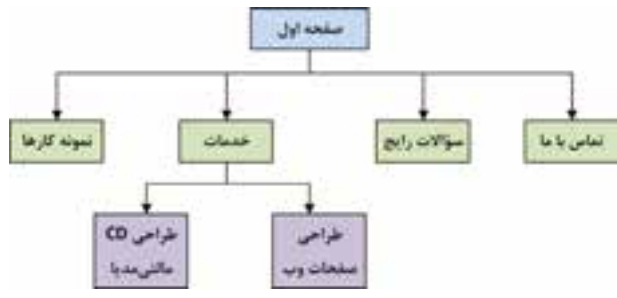 صفحه اول
تماس با ما
سؤالات رایج
خدمات
نمونه کارها
طراحی
صفحات وب
طراحی CD
مالتی‌مدیا